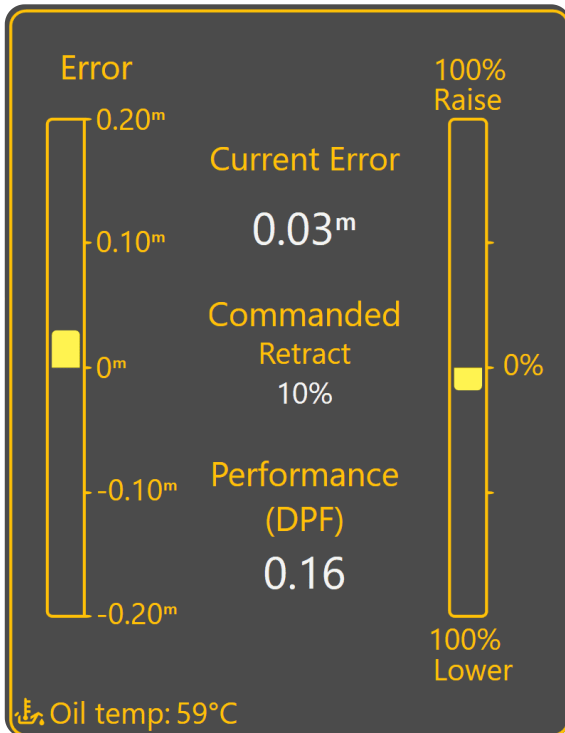 Error
0.20m
0.10m
0m
-0.10m
-0.20m
Current Error
0.03m
Commanded
Retract
10%
Performance
(DPF)
0.16
100%
Raise
0%
100%
Lower
Oil temp: 59°C